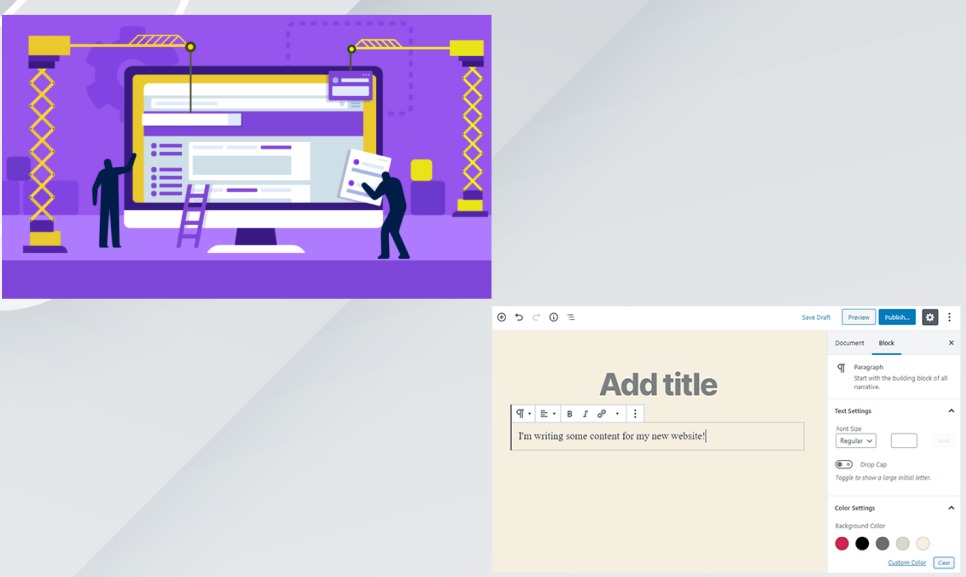 Save Draft
Preview
Publish...
Document
Block
Paragraph
Start with the building block of all
narrative.
Add title
Text Settings
B
I
I'm writing some content for my new website!
Font Size
Regular
Drop Cap
Toggle to show a large initial letter.
Color Settings
Background Color
Custom Color
Clear